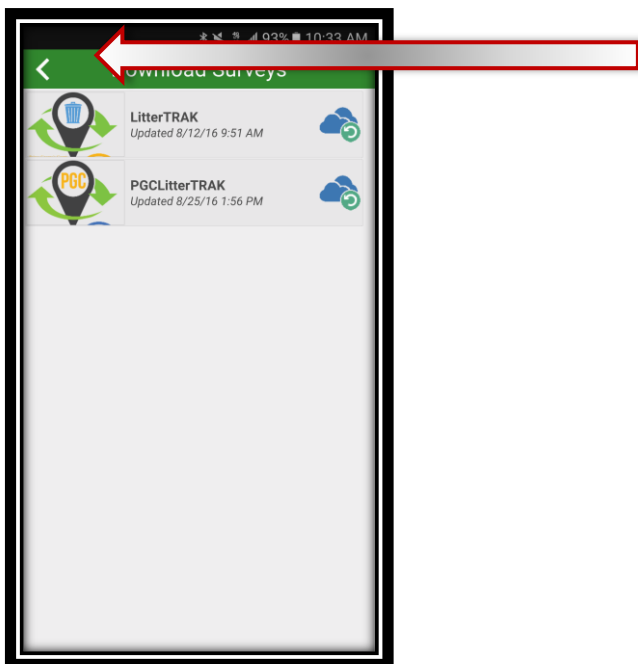 93% 10:33 AM
ownload Surveys
LitterTRAK
Updated 8/12/16 9:51 AM
PGC
PGCLitterTRAK
Updated 8/25/16 1:56 PM